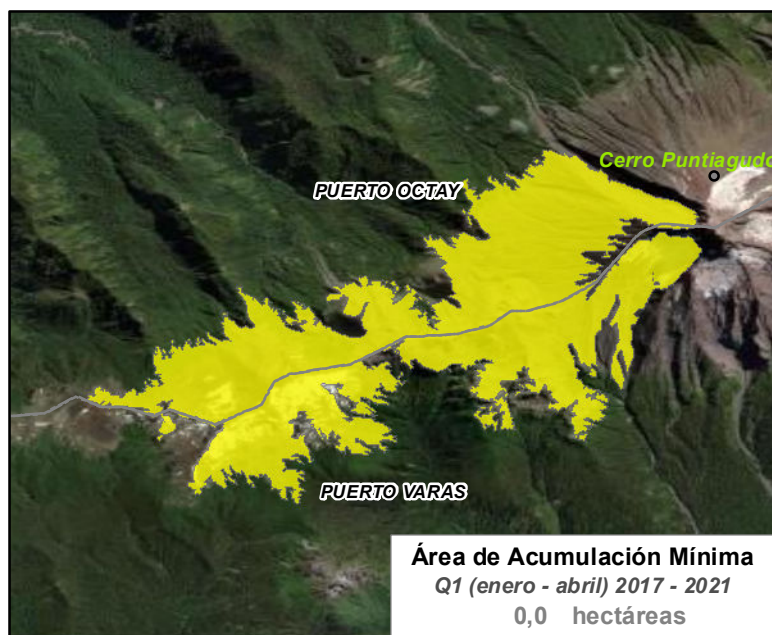 Cerro Puntiagudo
PUERTO OCTAY
PUERTO VARAS
Área de Acumulación Mínima
Q1 (enero - abril) 2017 - 2021
0,0 hectáreas